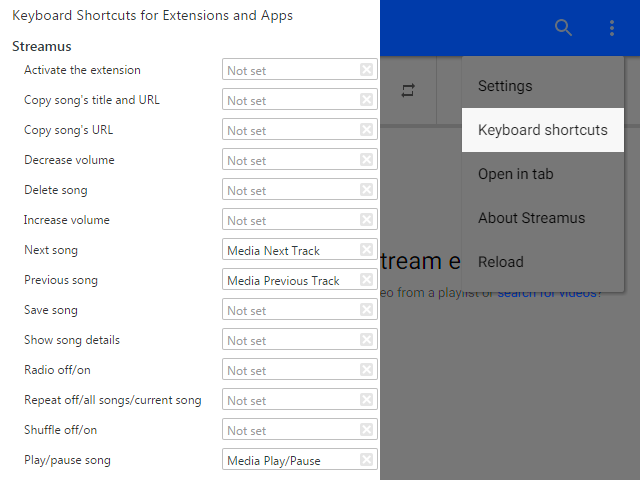 Keyboard Shortcuts for Extensions and Apps
Streamus
Activate the extension Not set
Copy song's title and URL Not set
Copy song's URL Not set
Decrease volume Not set
Delete song Not set
Increase volume Not set
Next song Media Next Track
Previous song Media Previous Track
Save song Not set
Show song details Not set
Radio off/on Not set
Repeat off/all songs/current song Not set
Shuffle off/on Not set
Play/pause song Media Play/Pause
Settings
Keyboard shortcuts
Open in tab
About Streamus
Reload
tream e
eo from a playlist or search for videos?